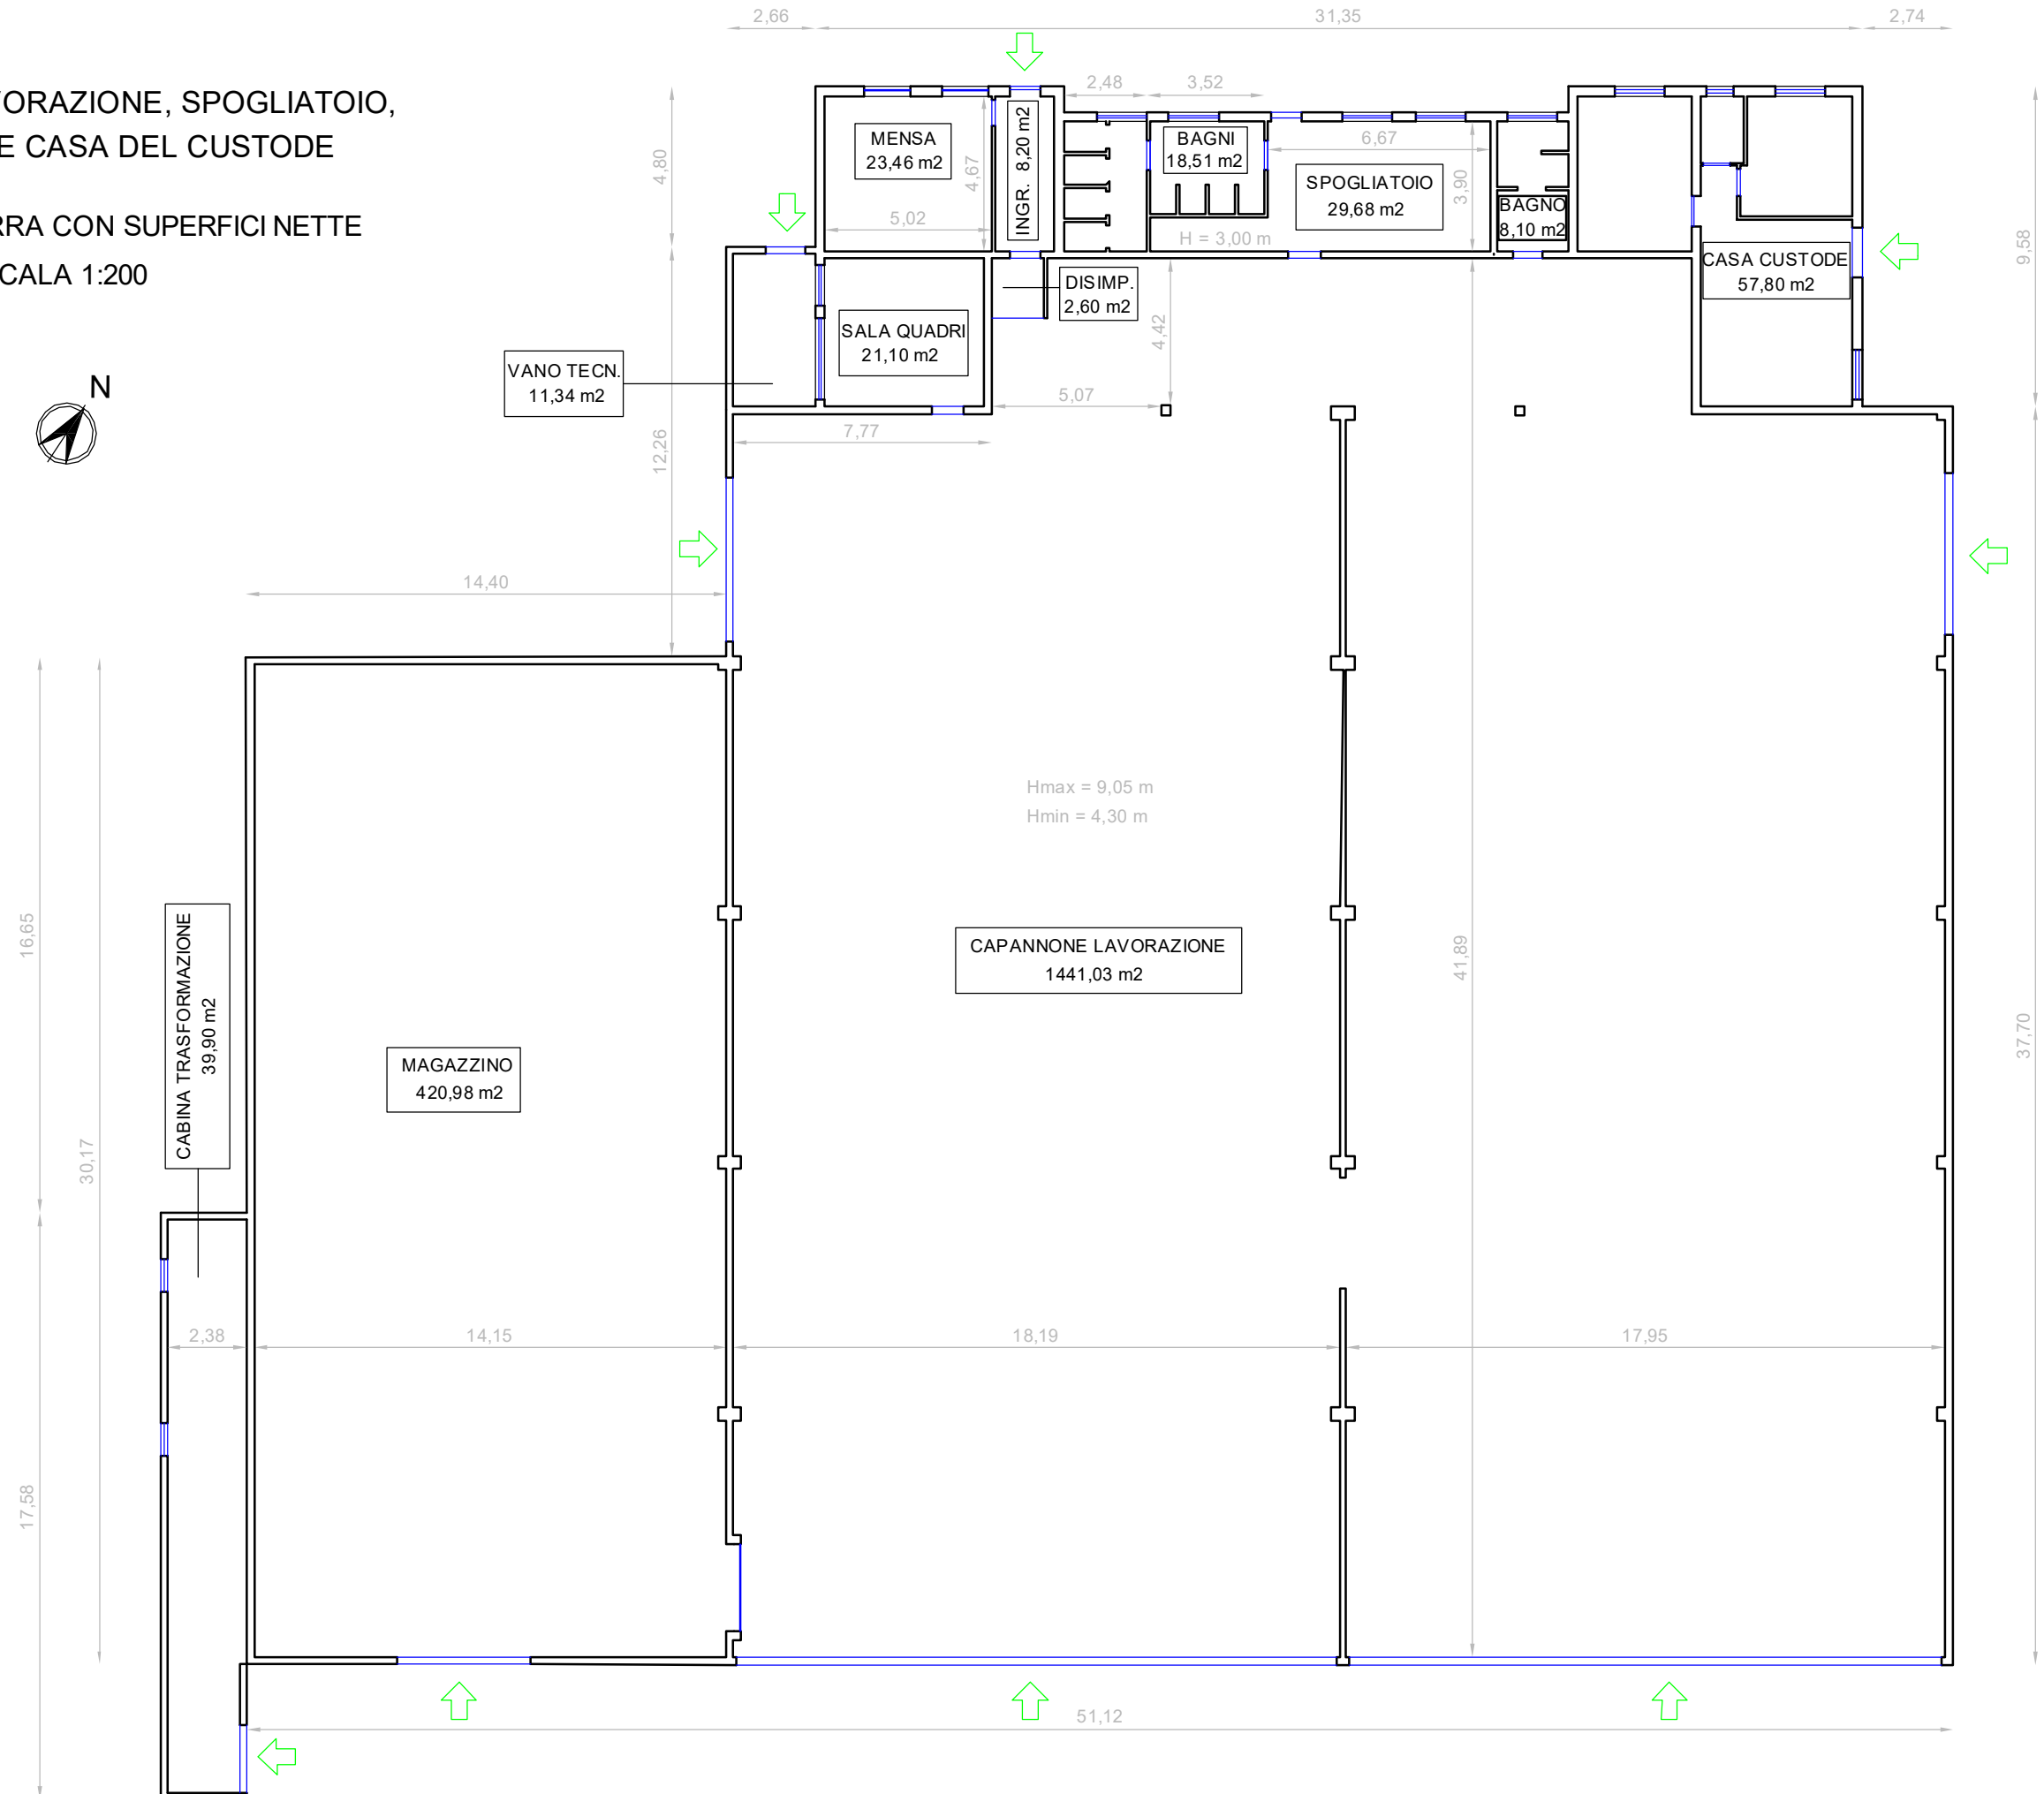 2,66
31,35
2,74
VORAZIONE, SPOGLIATOIO,
E CASA DEL CUSTODE
RRA CON SUPERFICI NETTE
CALA 1:200
N
2,48
3,52
MENSA
23,46 m2
INGR. 8,20 m2
BAGNI
18,51 m2
6,67
SPOGLIATOIO
29,68 m2
3,90
BAGNO
8,10 m2
4,80
4,67
5,02
H = 3,00 m
CASA CUSTODE
57,80 m2
9,58
DISIMP.
2,60 m2
SALA QUADRI
21,10 m2
4,42
VANO TECN.
11,34 m2
5,07
7,77
12,26
14,40
Hmax = 9,05 m
Hmin = 4,30 m
CAPANNONE LAVORAZIONE
1441,03 m2
41,89
16,65
CABINA TRASFORMAZIONE
39,90 m2
MAGAZZINO
420,98 m2
37,70
30,17
2,38
14,15
18,19
17,95
17,58
51,12